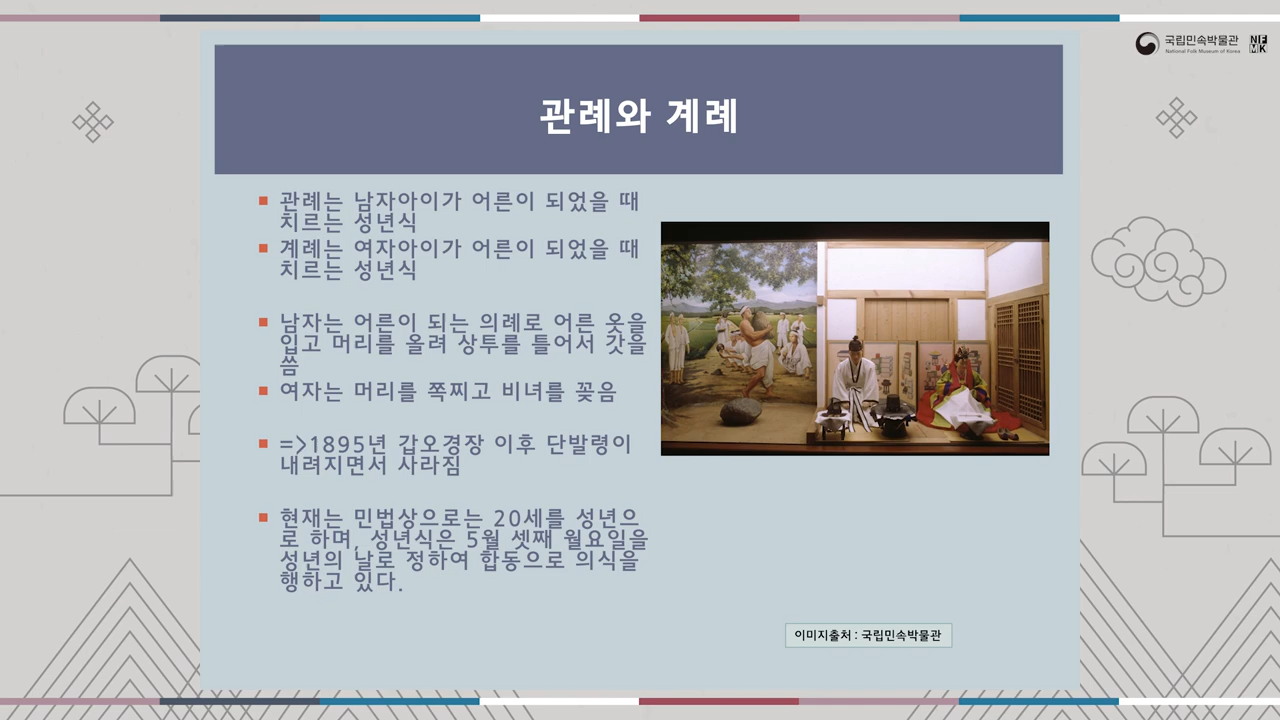 국립민속박물관
National Folk Museum of Korea
NF
MK
관례와 계례
관례는 남자아이가 어른이 되었을 때
치르는 성년식
계례는 여자아이가 어른이 되었을 때
치르는 성년식
남자는 어른이 되는 의례로 어른 옷을
입고 머리를 올려 상투를 틀어서 갓을
씀
여자는 머리를 쪽찌고 비녀를 꽂음
=>1895년 갑오경장 이후 단발령이
내려지면서 사라짐
현재는 민법상으로는 20세를 성년으
로 하며, 성년식은 5월 셋째 월요일을
성년의 날로 정하여 합동으로 의식을
행하고 있다.
이미지출처 : 국립민속박물관